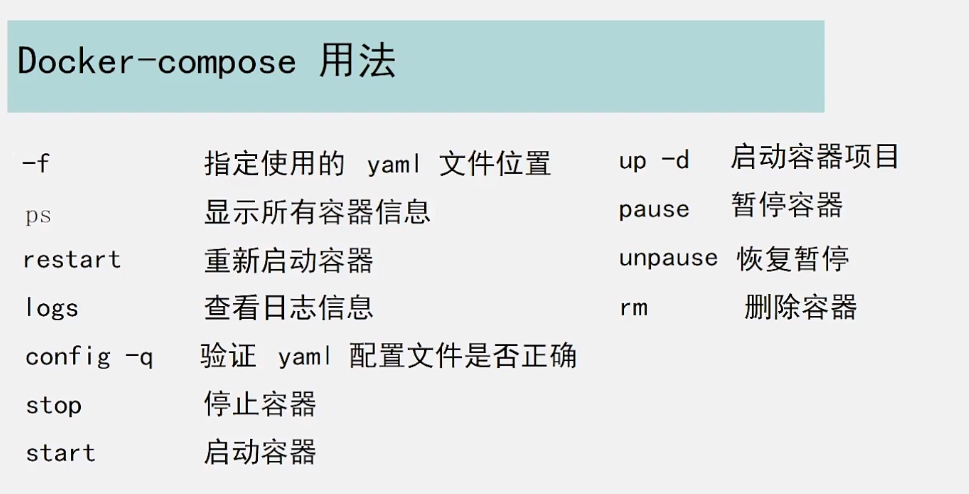 Docker-compose 用法
-f 指定使用的 yaml 文件位置
ps 显示所有容器信息
restart 重新启动容器
logs 查看日志信息
config -q 验证 yaml 配置文件是否正确
stop 停止容器
start 启动容器
up -d 启动容器项目
pause 暂停容器
unpause 恢复暂停
rm 删除容器